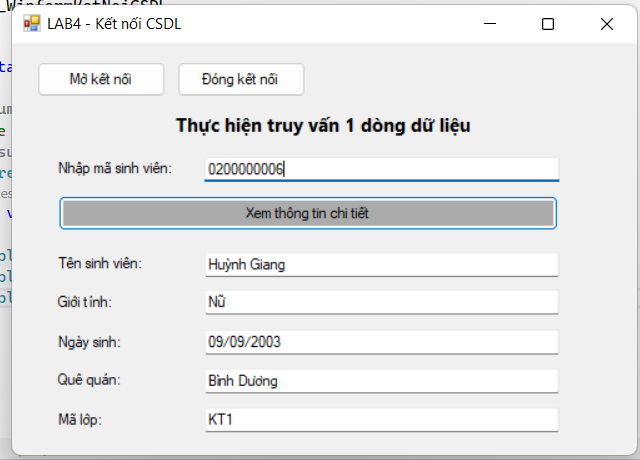 LAB4 - Kết nối CSDL
Mở kết nối Đóng kết nối
Thực hiện truy vấn 1 dòng dữ liệu
Nhập mã sinh viên: 0200000006
Xem thông tin chi tiết
Tên sinh viên: Huỳnh Giang
Giới tính: Nữ
Ngày sinh: 09/09/2003
Quê quán: Bình Dương
Mã lớp: KT1